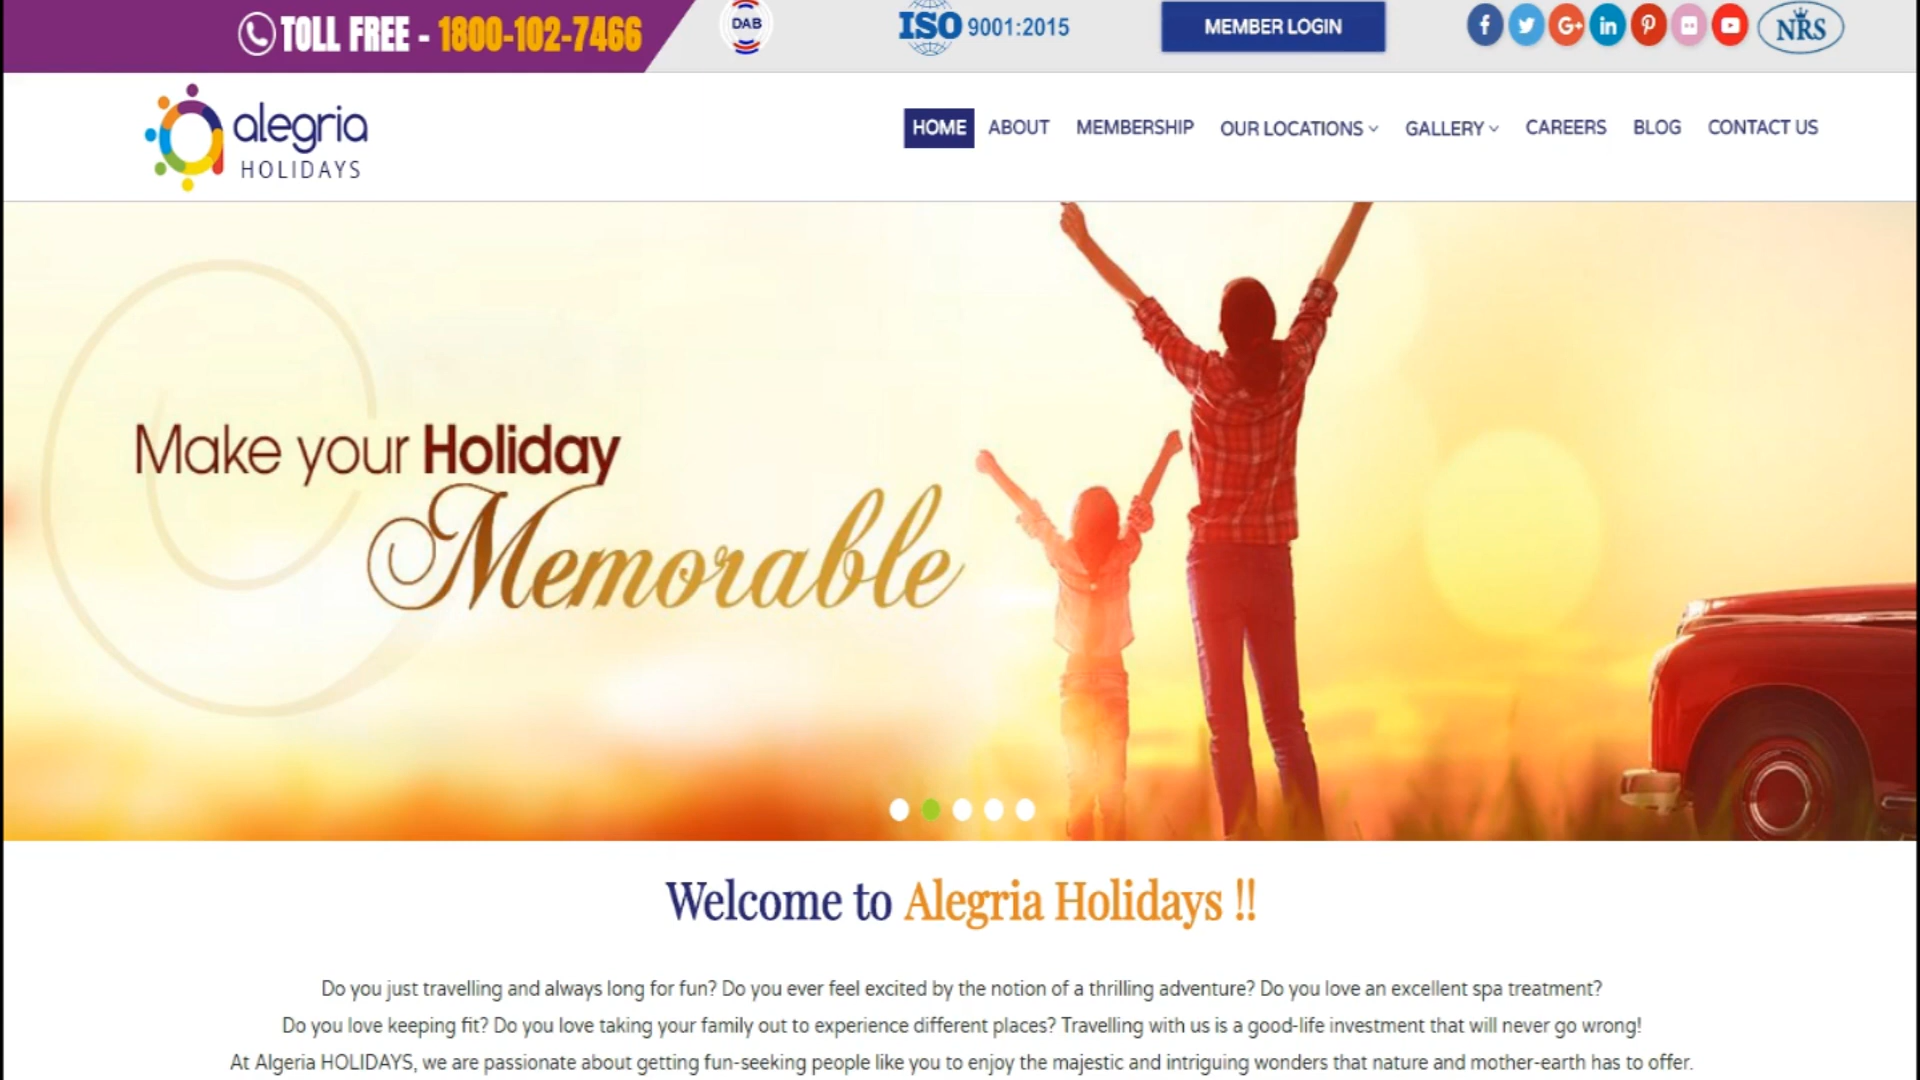 TOLL FREE - 1800-102-7466
DAB
ISO 9001:2015
MEMBER LOGIN
f
G+
in
NRS
alegria
HOLIDAYS
HOME ABOUT MEMBERSHIP OUR LOCATIONS GALLERY CAREERS BLOG CONTACT US
Make your Holiday
Memorable
Welcome to Alegria Holidays !!
Do you just travelling and always long for fun? Do you ever feel excited by the notion of a thrilling adventure? Do you love an excellent spa treatment?
Do you love keeping fit? Do you love taking your family out to experience different places? Travelling with us is a good-life investment that will never go wrong!
At Algeria HOLIDAYS, we are passionate about getting fun-seeking people like you to enjoy the majestic and intriguing wonders that nature and mother-earth has to offer.